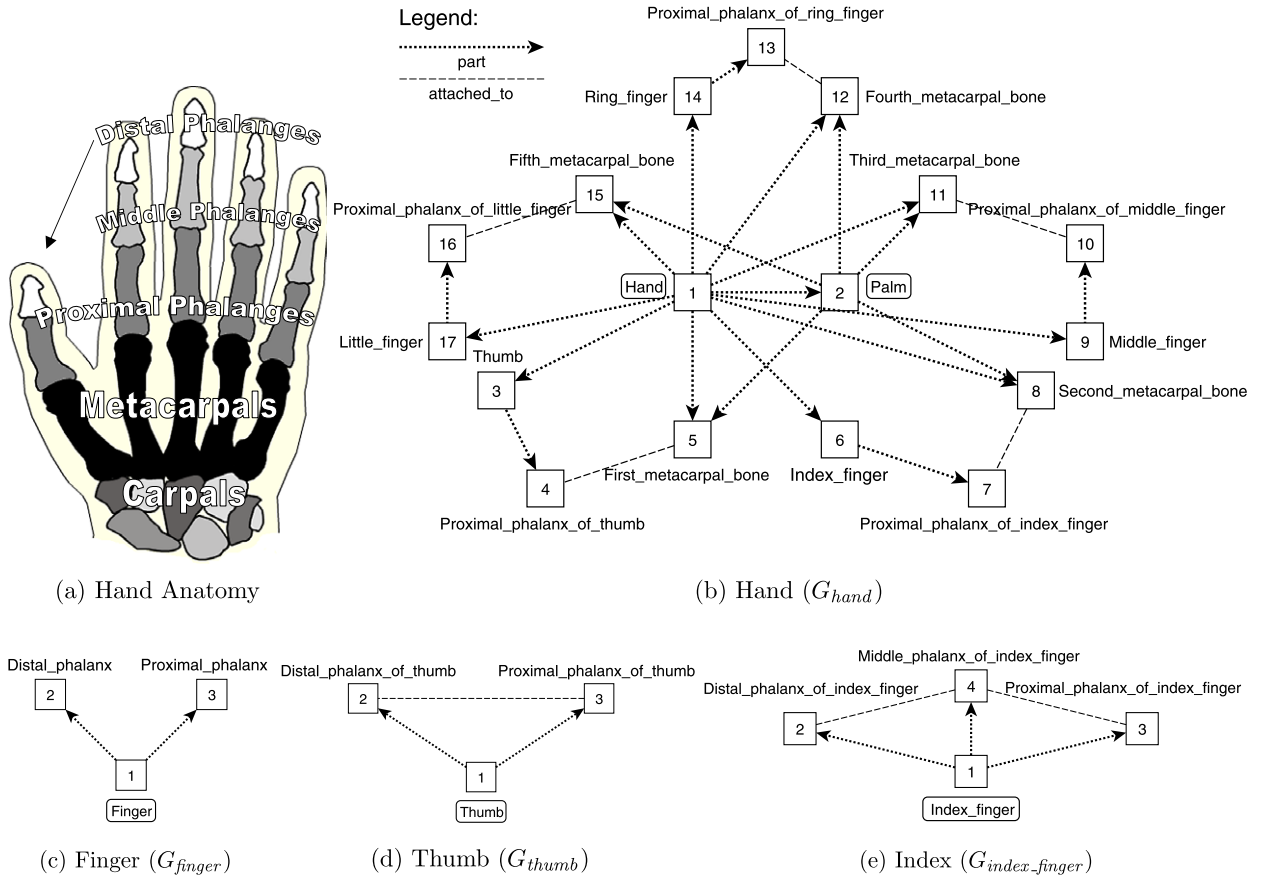 Distal Phalanges
Middle Phalanges
Proximal Phalanges
Metacarpals
Carpals
(a) Hand Anatomy
Legend:
part
attached_to
Proximal_phalanx_of_ring_finger
13
Ring_finger
14
12
Fourth_metacarpal_bone
Fifth_metacarpal_bone
Third_metacarpal_bone
15
11
Proximal_phalanx_of_little_finger
Proximal_phalanx_of_middle_finger
16
10
Hand
1
2
Palm
Little_finger
17
9
Middle_finger
Thumb
3
8
Second_metacarpal_bone
5
6
First_metacarpal_bone
Index_finger
4
7
Proximal_phalanx_of_thumb
Proximal_phalanx_of_index_finger
(b) Hand (G_hand)
Distal_phalanx
Proximal_phalanx
2
3
1
Finger
(c) Finger (G_finger)
Distal_phalanx_of_thumb
Proximal_phalanx_of_thumb
2
3
1
Thumb
(d) Thumb (G_thumb)
Middle_phalanx_of_index_finger
Distal_phalanx_of_index_finger
4
Proximal_phalanx_of_index_finger
2
3
1
Index_finger
(e) Index (G_index_finger)